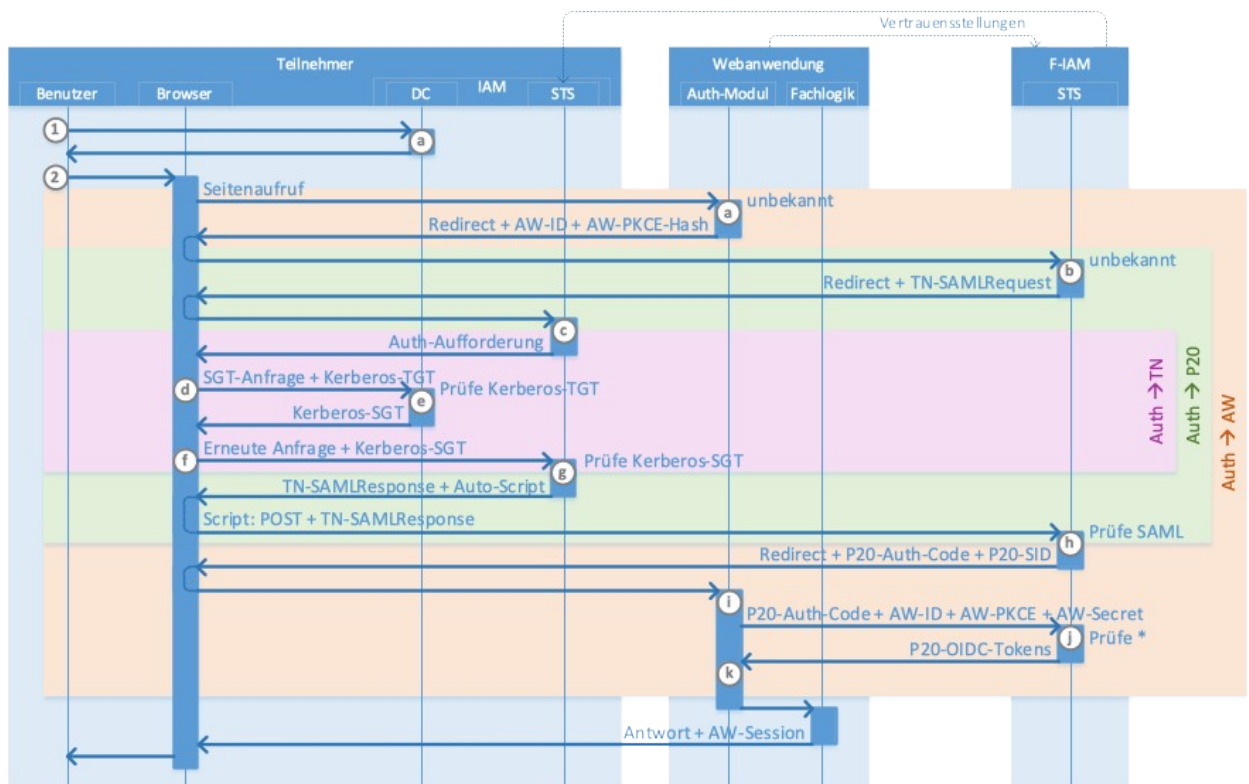 Vertrauensstellungen
Teilnehmer
Webanwendung
F-IAM
Benutzer
Browser
DC
IAM
STS
Auth-Modul
Fachlogik
STS
1
a
2
Seitenaufruf
a
unbekannt
Redirect + AW-ID + AW-PKCE-Hash
b
unbekannt
Redirect + TN-SAMLRequest
c
Auth-Aufforderung
d
SGT-Anfrage + Kerberos-TGT
e
Prüfe Kerberos-TGT
Kerberos-SGT
Auth → TN
Auth → P20
Auth → AW
f
Erneute Anfrage + Kerberos-SGT
g
Prüfe Kerberos-SGT
TN-SAMLResponse + Auto-Script
Script: POST + TN-SAMLResponse
h
Prüfe SAML
Redirect + P20-Auth-Code + P20-SID
i
P20-Auth-Code + AW-ID + AW-PKCE + AW-Secret
j
Prüfe *
P20-OIDC-Tokens
k
Antwort + AW-Session